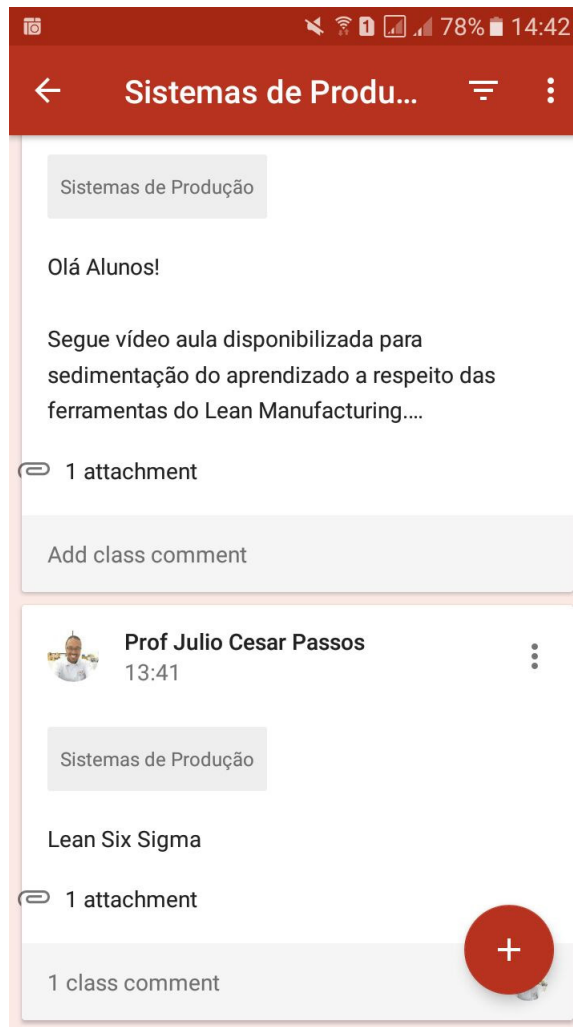 1 78% 14:42
Sistemas de Produ...
Sistemas de Produção
Olá Alunos!
Segue vídeo aula disponibilizada para
sedimentação do aprendizado a respeito das
ferramentas do Lean Manufacturing....
1 attachment
Add class comment
Prof Julio Cesar Passos
13:41
Sistemas de Produção
Lean Six Sigma
1 attachment
+
1 class comment